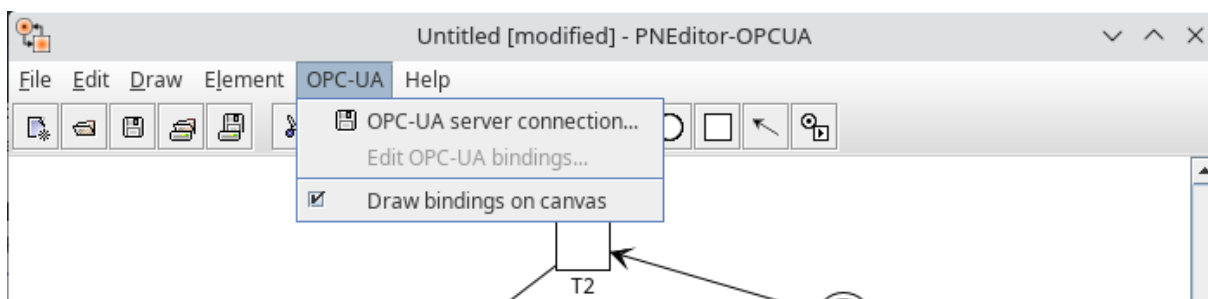 Untitled [modified] - PNEditor-OPCUA
File Edit Draw Element OPC-UA Help
OPC-UA server connection...
Edit OPC-UA bindings...
Draw bindings on canvas
T2